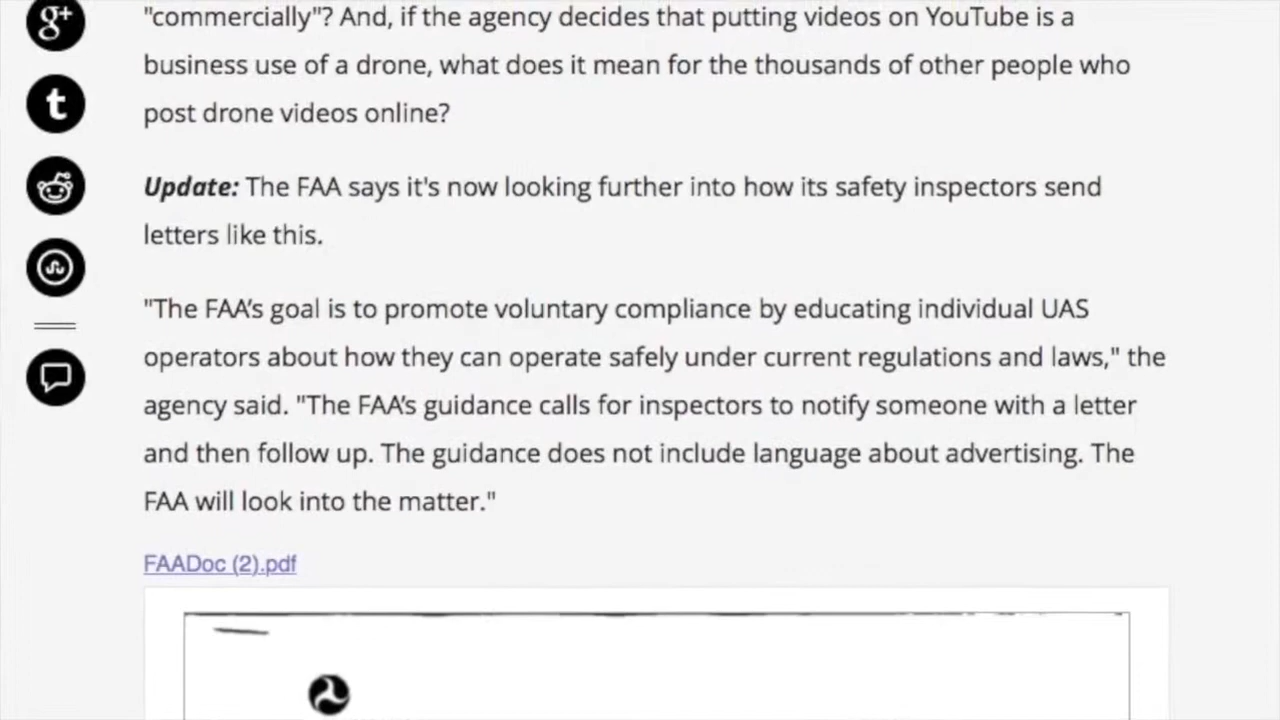 "commercially"? And, if the agency decides that putting videos on YouTube is a
business use of a drone, what does it mean for the thousands of other people who
post drone videos online?
Update: The FAA says it's now looking further into how its safety inspectors send
letters like this.
"The FAA’s goal is to promote voluntary compliance by educating individual UAS
operators about how they can operate safely under current regulations and laws," the
agency said. "The FAA’s guidance calls for inspectors to notify someone with a letter
and then follow up. The guidance does not include language about advertising. The
FAA will look into the matter."
FAADoc (2).pdf
g+
t